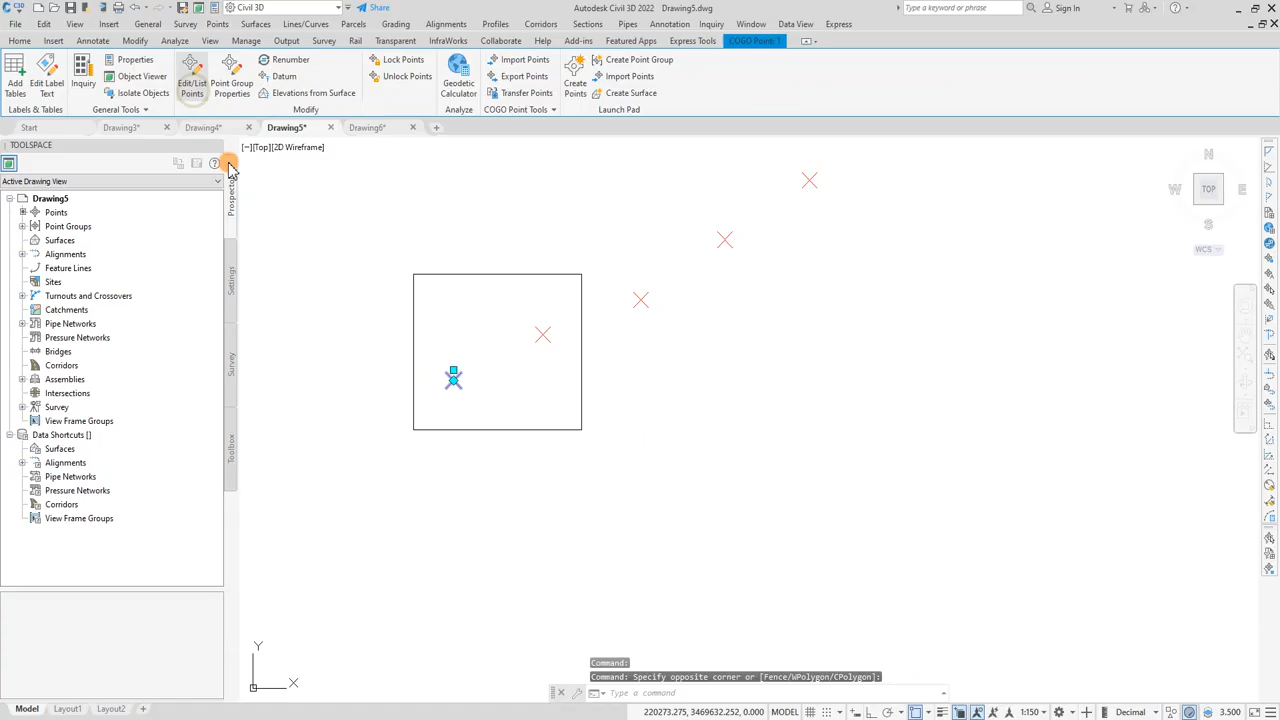 C3D
CIVIL
Civil 3D
Share
Autodesk Civil 3D 2022 Drawing5.dwg
Type a keyword or phrase
Sign In
File
Edit
View
Insert
General
Survey
Points
Surfaces
Lines/Curves
Parcels
Grading
Alignments
Profiles
Corridors
Sections
Pipes
Annotation
Inquiry
Window
Data View
Express
Home
Insert
Annotate
Modify
Analyze
View
Manage
Output
Survey
Rail
Transparent
InfraWorks
Collaborate
Help
Add-ins
Featured Apps
Express Tools
COGO Point: 1
Add
Tables
Edit Label
Text
Inquiry
Properties
Object Viewer
Isolate Objects
Edit/List
Points
Point Group
Properties
Renumber
Datum
Elevations from Surface
Lock Points
Unlock Points
Geodetic
Calculator
Import Points
Export Points
Transfer Points
Create
Points
Create Point Group
Import Points
Create Surface
Labels & Tables
General Tools
Modify
Analyze
COGO Point Tools
Launch Pad
Start
Drawing3*
Drawing4*
Drawing5*
Drawing6*
TOOLSPACE
[−][Top][2D Wireframe]
Active Drawing View
Drawing5
Points
Point Groups
Surfaces
Alignments
Feature Lines
Sites
Turnouts and Crossovers
Catchments
Pipe Networks
Pressure Networks
Bridges
Corridors
Assemblies
Intersections
Survey
View Frame Groups
Data Shortcuts []
Surfaces
Alignments
Pipe Networks
Pressure Networks
Corridors
View Frame Groups
Prospector
Settings
Survey
Toolbox
N
W
TOP
E
S
WCS
Y
X
Command:
Command: Specify opposite corner or [Fence/WPolygon/CPolygon]:
Type a command
Model
Layout1
Layout2
220273.275, 3469632.252, 0.000
MODEL
1:150
Decimal
3.500